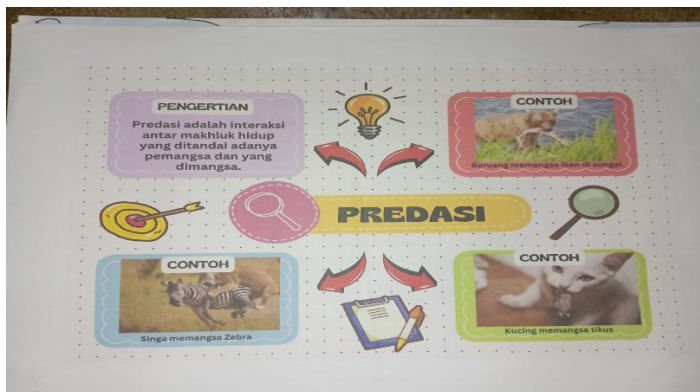 PENGERTIAN
Predasi adalah interaksi
antar makhluk hidup
yang ditandai adanya
pemangsa dan yang
dimangsa.
CONTOH
Beruang memangsa ikan di sungai.
PREDASI
CONTOH
Singa memangsa Zebra
CONTOH
Kucing memangsa tikus